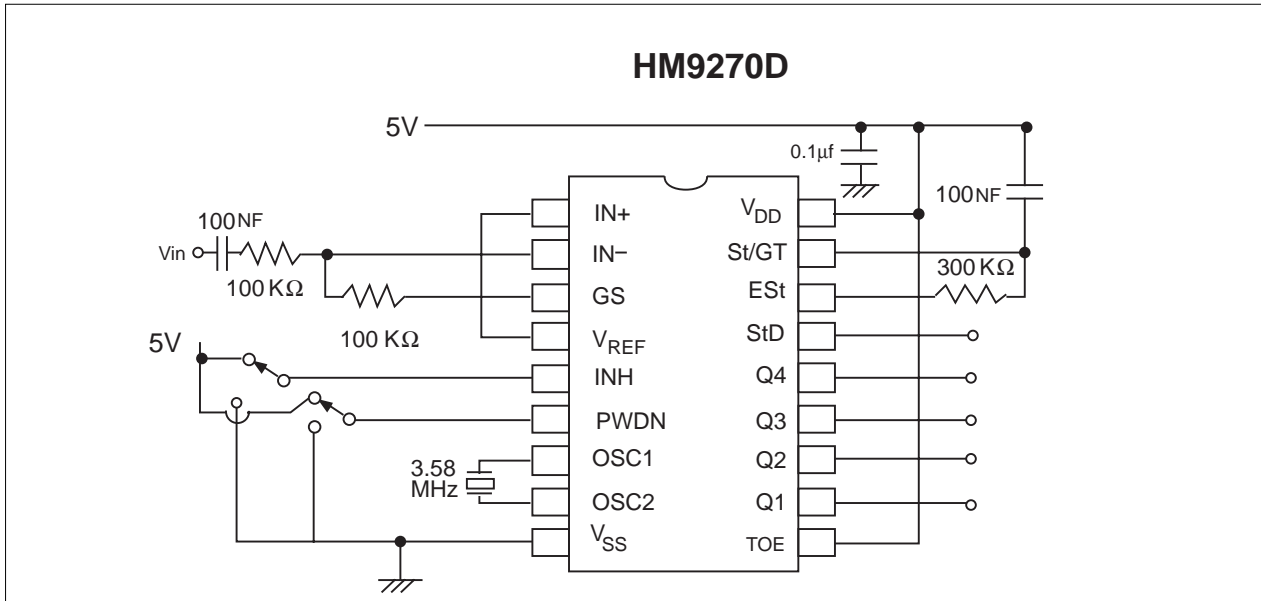 HM9270D
5V
0.1µf
100NF
IN+
VDD
100NF
Vin
IN–
St/GT
300 KΩ
100 KΩ
GS
ESt
100 KΩ
VREF
StD
5V
INH
Q4
PWDN
Q3
3.58
MHz
OSC1
Q2
OSC2
Q1
VSS
TOE